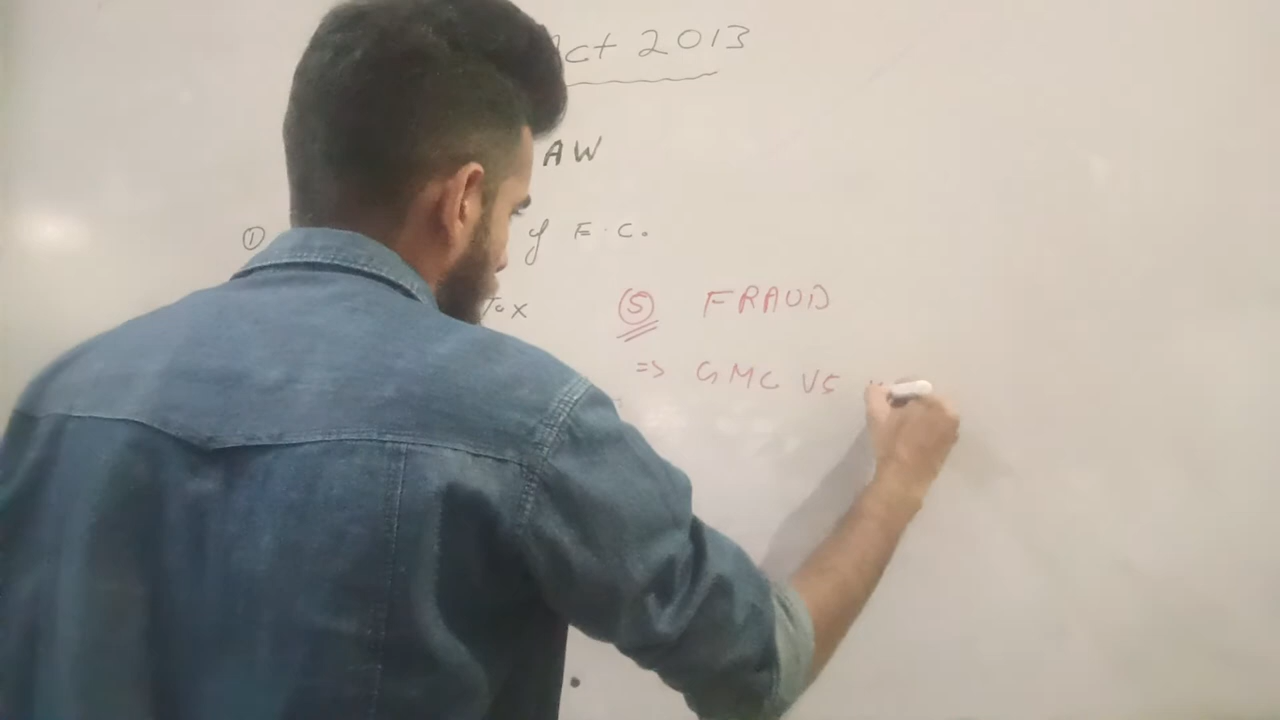 Act 2013
AW
① of E.C.
Tax
⑤ FRAUD
=> GMC VS